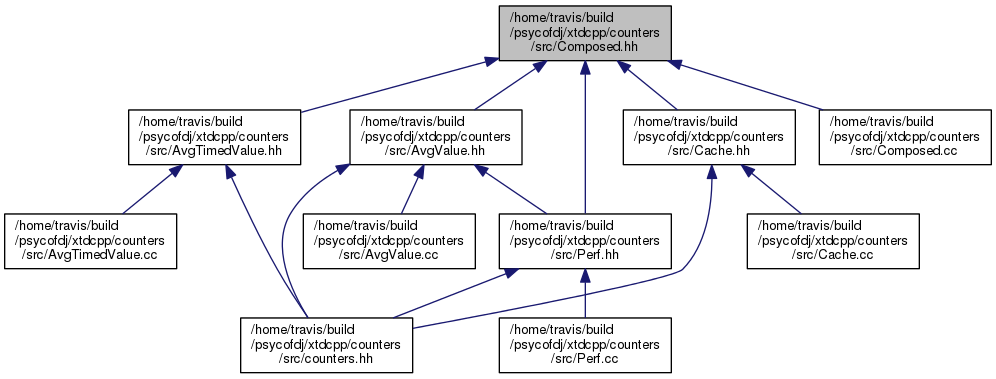 /home/travis/build
/psycofdj/xtdcpp/counters
/src/Composed.hh
/home/travis/build
/psycofdj/xtdcpp/counters
/src/AvgTimedValue.hh
/home/travis/build
/psycofdj/xtdcpp/counters
/src/AvgValue.hh
/home/travis/build
/psycofdj/xtdcpp/counters
/src/Cache.hh
/home/travis/build
/psycofdj/xtdcpp/counters
/src/Composed.cc
/home/travis/build
/psycofdj/xtdcpp/counters
/src/AvgTimedValue.cc
/home/travis/build
/psycofdj/xtdcpp/counters
/src/AvgValue.cc
/home/travis/build
/psycofdj/xtdcpp/counters
/src/Perf.hh
/home/travis/build
/psycofdj/xtdcpp/counters
/src/Cache.cc
/home/travis/build
/psycofdj/xtdcpp/counters
/src/counters.hh
/home/travis/build
/psycofdj/xtdcpp/counters
/src/Perf.cc